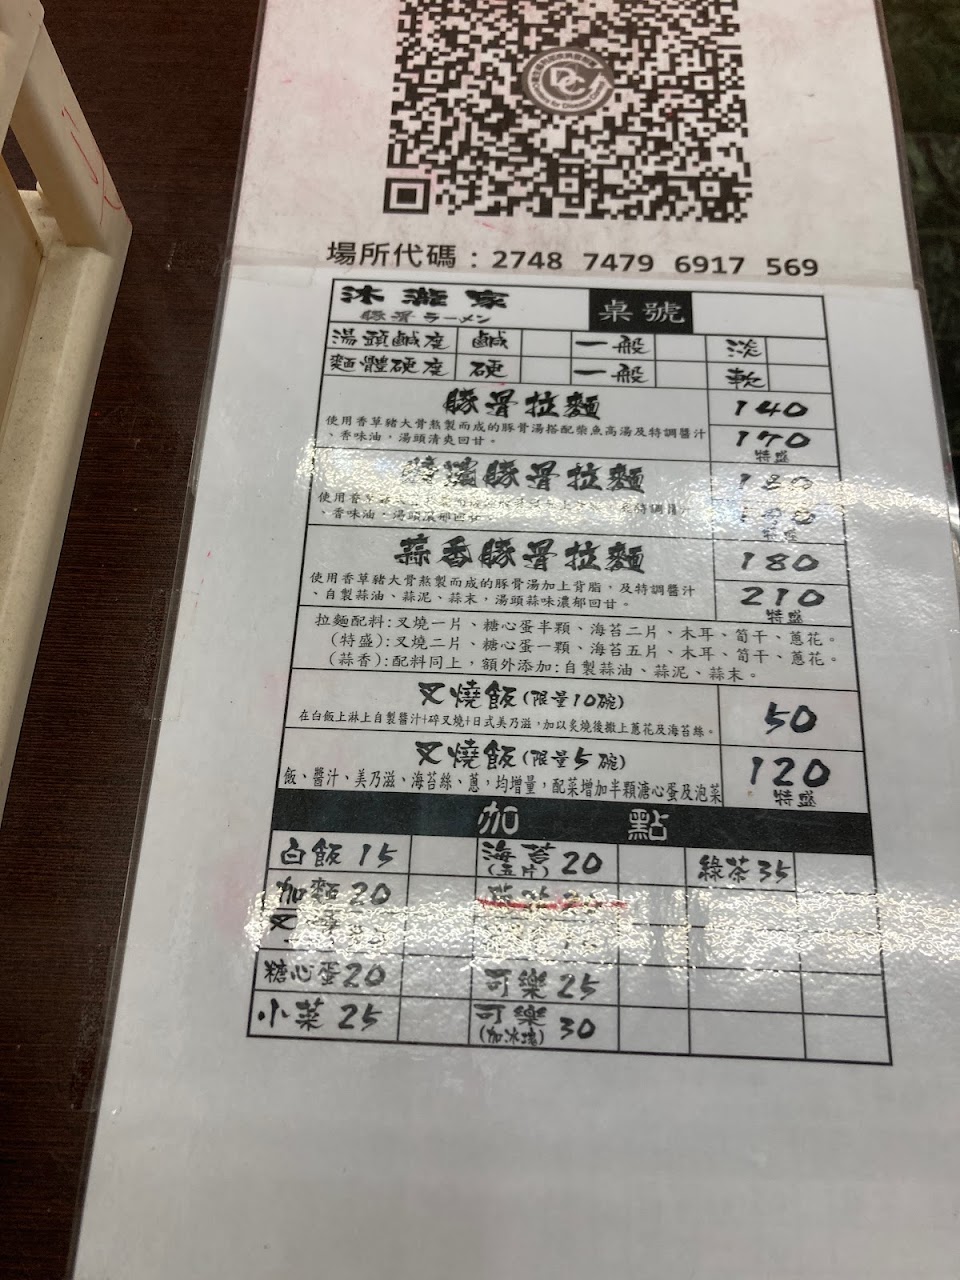 場所代碼：2748 7479 6917 569
沐瀧家 桌號
豚骨ラーメン
湯頭鹹度 鹹 一般 淡
麵體硬度 硬 一般 軟
豚骨拉麵 140
使用香草豬大骨熬製而成的豚骨湯搭配柴魚高湯及特調醬汁
、香味油，湯頭清爽回甘。 170
特盛
豚骨拉麵
特盛
蒜香豚骨拉麵 180
使用香草豬大骨熬製而成的豚骨湯加上背脂，及特調醬汁
、自製蒜油、蒜泥、蒜末，湯頭蒜味濃郁回甘。 210
特盛
拉麵配料:叉燒一片、糖心蛋半顆、海苔二片、木耳、筍干、蔥花。
(特盛):叉燒二片、糖心蛋一顆、海苔五片、木耳、筍干、蔥花。
(蒜香):配料同上，額外添加:自製蒜油、蒜泥、蒜末。
叉燒飯(限量10碗) 50
在白飯上淋上自製醬汁+碎叉燒+日式美乃滋，加以炙燒後撒上蔥花及海苔絲。
叉燒飯(限量5碗) 120
飯、醬汁、美乃滋、海苔絲、蔥，均增量，配菜增加半顆溏心蛋及泡菜 特盛
加點
白飯15 海苔(五片)20 綠茶35
加麵20
糖心蛋20 可樂25
小菜25 可樂(加冰塊)30